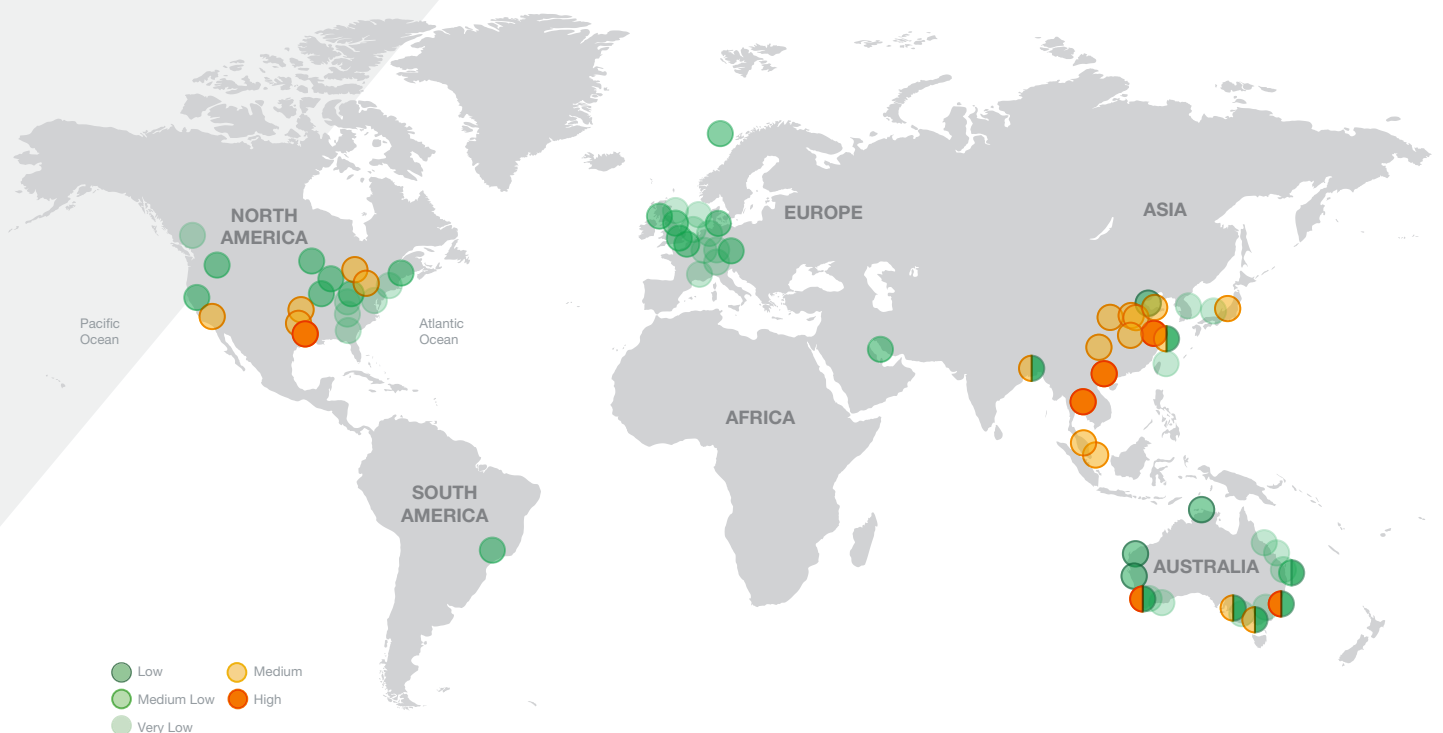 NORTH
AMERICA
EUROPE
ASIA
Pacific
Ocean
Atlantic
Ocean
AFRICA
SOUTH
AMERICA
AUSTRALIA
Low
Medium
Medium Low
High
Very Low